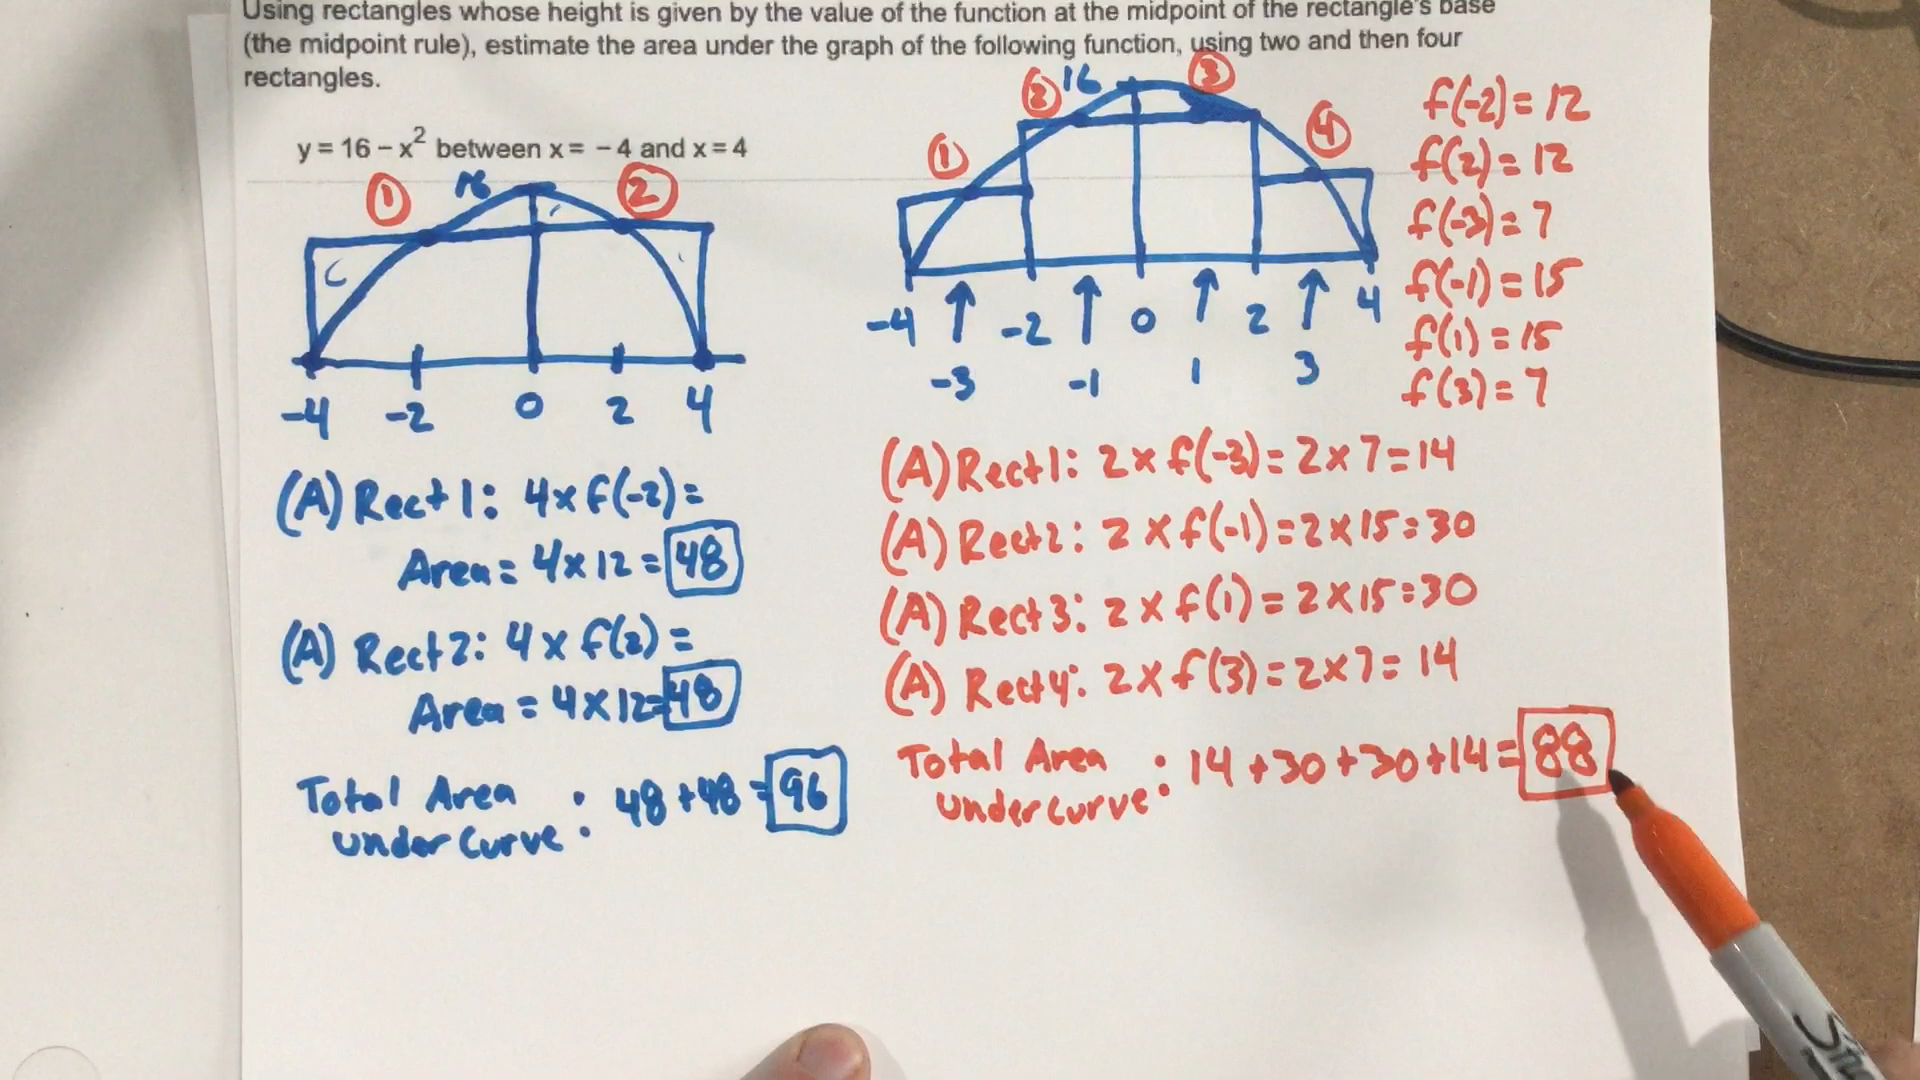 Using rectangles whose height is given by the value of the function at the midpoint of the rectangle's base
(the midpoint rule), estimate the area under the graph of the following function, using two and then four
rectangles.
y = 16 − x² between x = − 4 and x = 4
① 16 ②
-4 -2 0 2 4
(A) Rect 1: 4 x f(-2) =
Area = 4 x 12 = 48
(A) Rect 2: 4 x f(2) =
Area = 4 x 12 = 48
Total Area
under Curve : 48 + 48 = 96
① ② 16 ③ ④
-4 -2 0 2 4
-3 -1 1 3
f(-2) = 12
f(2) = 12
f(-3) = 7
f(-1) = 15
f(1) = 15
f(3) = 7
(A) Rect 1: 2 x f(-3) = 2 x 7 = 14
(A) Rect 2: 2 x f(-1) = 2 x 15 = 30
(A) Rect 3: 2 x f(1) = 2 x 15 = 30
(A) Rect 4: 2 x f(3) = 2 x 7 = 14
Total Area
under curve : 14 + 30 + 30 + 14 = 88